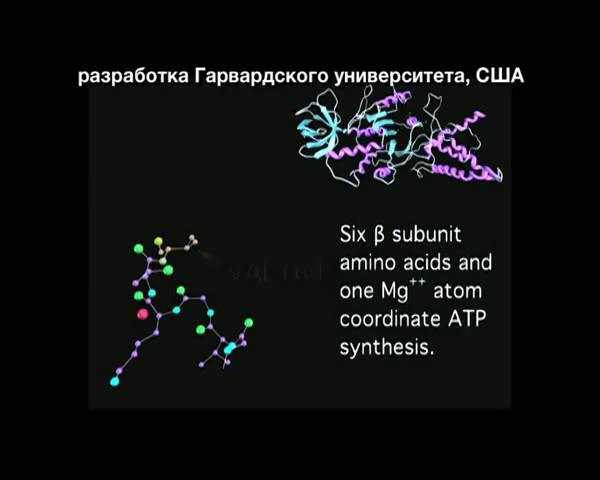 разработка Гарвардского университета, США
Six β subunit
amino acids and
one Mg⁺⁺ atom
coordinate ATP
synthesis.